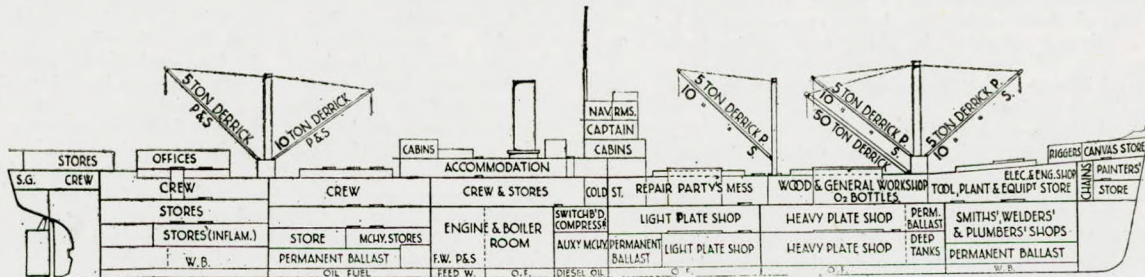 5 TON DERRICK
P&S
10 TON DERRICK
P&S
5 TON DERRICK P.
10 " " S.
5 TON DERRICK P.
10 " " S.
50 TON DERRICK
5 TON DERRICK P.
10 " " S.
NAV. RMS.
CAPTAIN
CABINS
CABINS
ACCOMMODATION
STORES
OFFICES
RIGGERS
CANVAS STORE
S.G.
CREW
CREW
CREW
CREW & STORES
COLD ST.
REPAIR PARTY'S MESS
WOOD & GENERAL WORKSHOP
O2 BOTTLES.
ELEC. & ENG. SHOP
TOOL, PLANT & EQUIPT STORE
CHAINS
PAINTERS'
STORE
STORES
STORES (INFLAM.)
W.B.
STORE
MCHY. STORES
PERMANENT BALLAST
OIL FUEL
ENGINE & BOILER
ROOM
F.W. P&S
FEED W.
O.F.
SWITCHB'D,
COMPRESSR
AUXY MCHY.
DIESEL OIL
PERMANENT
BALLAST
LIGHT PLATE SHOP
LIGHT PLATE SHOP
O.F.
HEAVY PLATE SHOP
HEAVY PLATE SHOP
O.F.
PERM.
BALLAST
DEEP
TANKS
SMITHS', WELDERS'
& PLUMBERS' SHOPS
PERMANENT BALLAST
W.B.